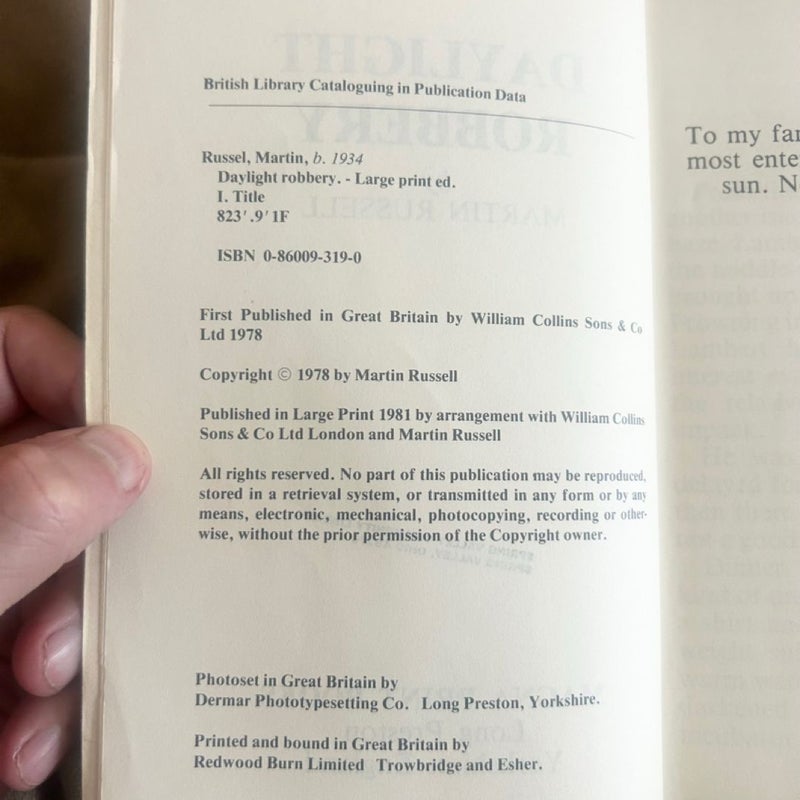 British Library Cataloguing in Publication Data
Russel, Martin, b. 1934
Daylight robbery. - Large print ed.
I. Title
823'.9'1F
ISBN 0-86009-319-0
First Published in Great Britain by William Collins Sons & Co
Ltd 1978
Copyright © 1978 by Martin Russell
Published in Large Print 1981 by arrangement with William Collins
Sons & Co Ltd London and Martin Russell
All rights reserved. No part of this publication may be reproduced,
stored in a retrieval system, or transmitted in any form or by any
means, electronic, mechanical, photocopying, recording or other-
wise, without the prior permission of the Copyright owner.
Photoset in Great Britain by
Dermar Phototypesetting Co. Long Preston, Yorkshire.
Printed and bound in Great Britain by
Redwood Burn Limited Trowbridge and Esher.
To my
most
sun.